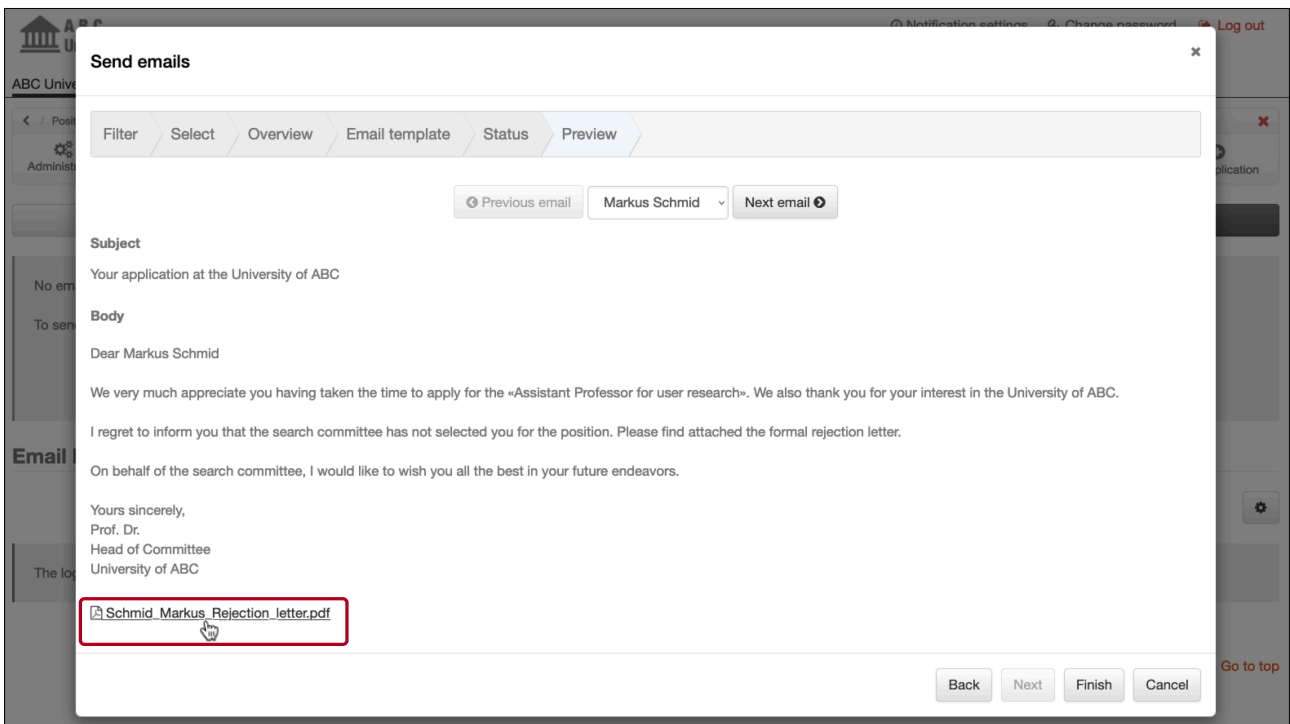 A B C
Notification settings Change password Log out
ABC Unive
Send emails
Filter Select Overview Email template Status Preview
/ Posit
Administ
plication
Previous email Markus Schmid Next email
Subject
Your application at the University of ABC
No em
Body
To sen
Dear Markus Schmid
We very much appreciate you having taken the time to apply for the «Assistant Professor for user research». We also thank you for your interest in the University of ABC.
I regret to inform you that the search committee has not selected you for the position. Please find attached the formal rejection letter.
Email
On behalf of the search committee, I would like to wish you all the best in your future endeavors.
Yours sincerely,
Prof. Dr.
Head of Committee
University of ABC
The log
Schmid_Markus_Rejection_letter.pdf
Go to top
Back Next Finish Cancel